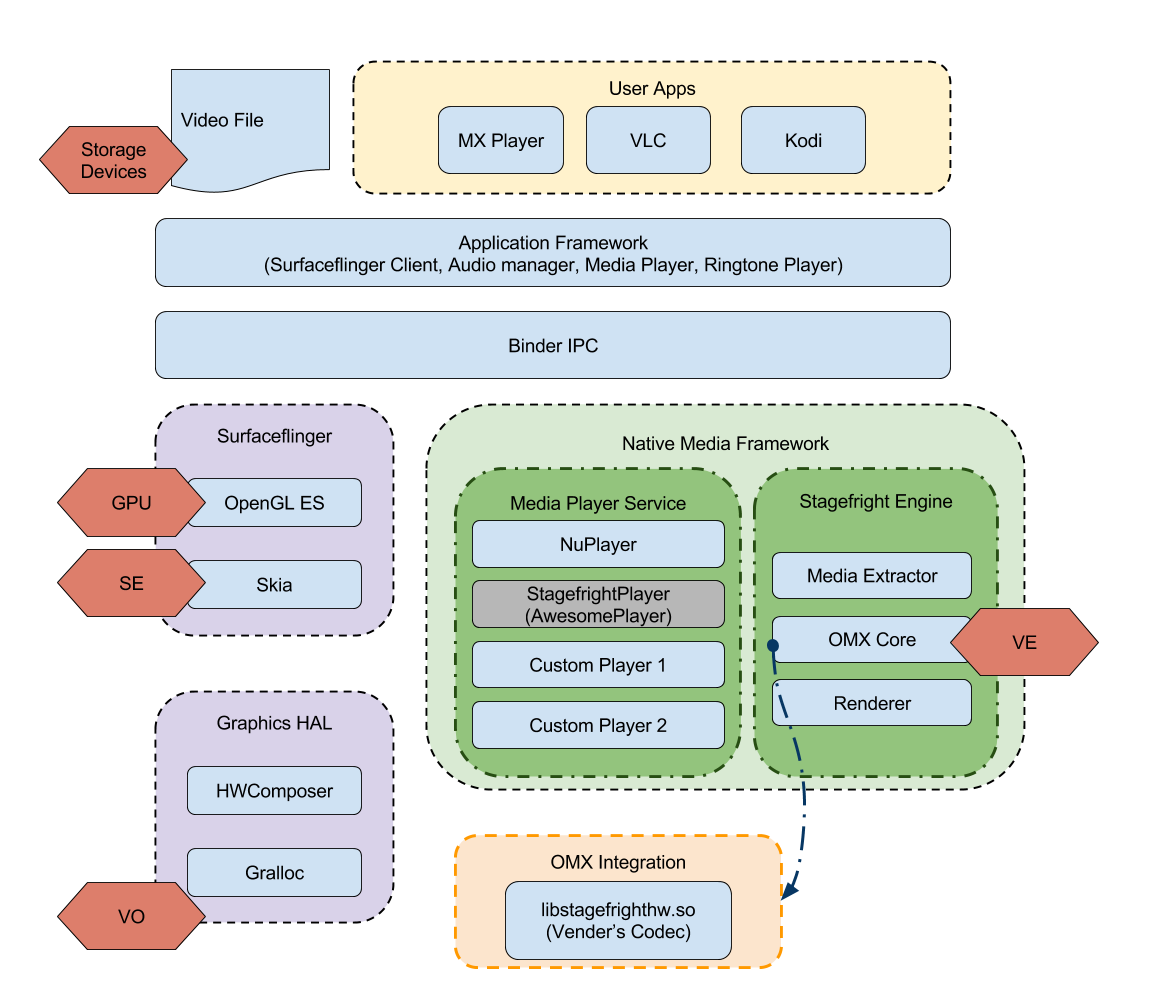 Video File
Storage
Devices
User Apps
MX Player
VLC
Kodi
Application Framework
(Surfaceflinger Client, Audio manager, Media Player, Ringtone Player)
Binder IPC
Surfaceflinger
GPU
OpenGL ES
SE
Skia
Graphics HAL
HWComposer
Gralloc
VO
Native Media Framework
Media Player Service
NuPlayer
StagefrightPlayer
(AwesomePlayer)
Custom Player 1
Custom Player 2
Stagefright Engine
Media Extractor
OMX Core
VE
Renderer
OMX Integration
libstagefrighthw.so
(Vender's Codec)